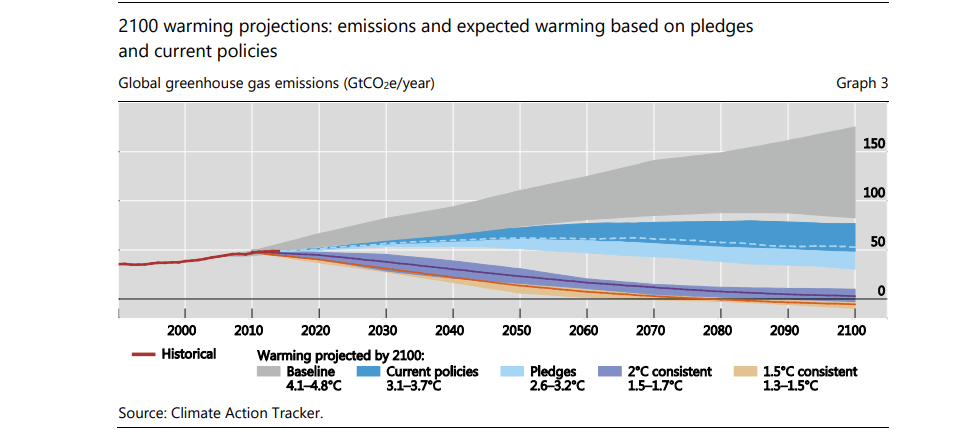 2100 warming projections: emissions and expected warming based on pledges
and current policies
Global greenhouse gas emissions (GtCO2e/year)
Graph 3
150
100
50
0
2000 2010 2020 2030 2040 2050 2060 2070 2080 2090 2100
Historical
Warming projected by 2100:
Baseline Current policies Pledges 2°C consistent 1.5°C consistent
4.1–4.8°C 3.1–3.7°C 2.6–3.2°C 1.5–1.7°C 1.3–1.5°C
Source: Climate Action Tracker.